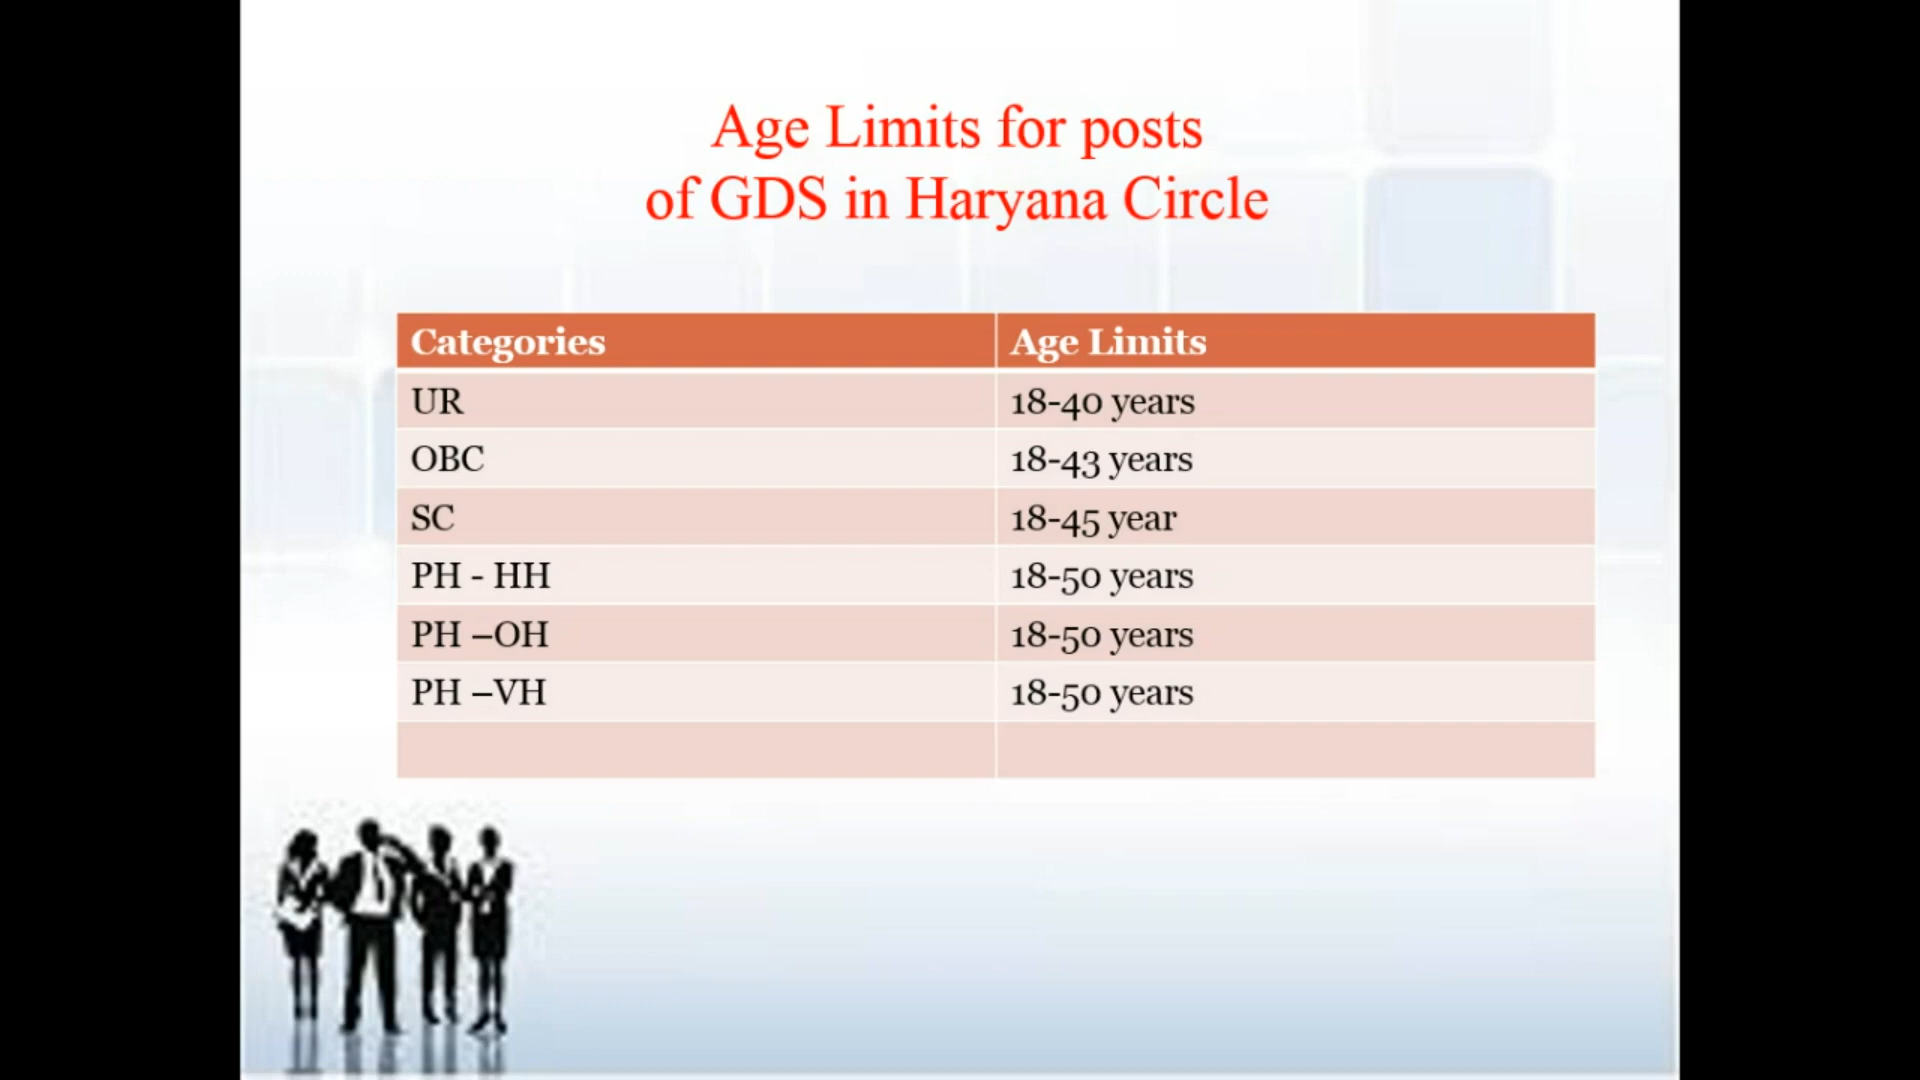 Age Limits for posts
of GDS in Haryana Circle
Categories Age Limits
UR 18-40 years
OBC 18-43 years
SC 18-45 year
PH - HH 18-50 years
PH –OH 18-50 years
PH –VH 18-50 years